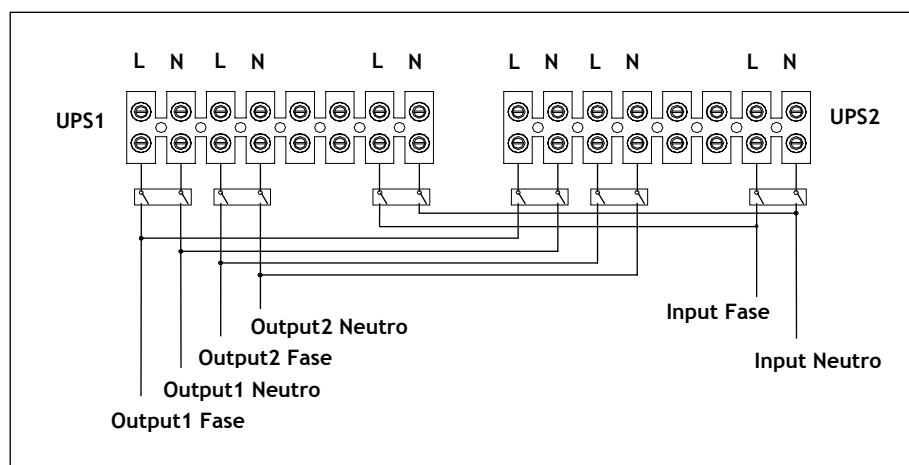 L N L N L N L N L N L N
UPS1
UPS2
Output2 Neutro
Output2 Fase
Output1 Neutro
Output1 Fase
Input Fase
Input Neutro